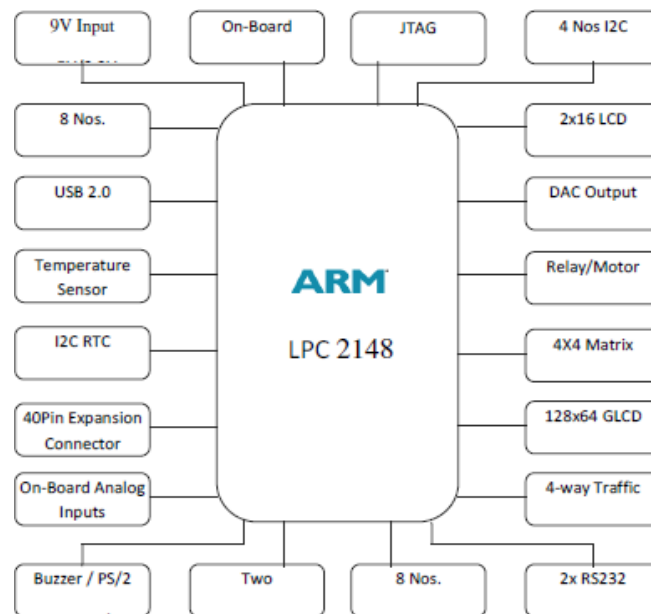 9V Input
On-Board
JTAG
4 Nos I2C
8 Nos.
2x16 LCD
USB 2.0
DAC Output
Temperature
Sensor
Relay/Motor
ARM
I2C RTC
LPC 2148
4X4 Matrix
40Pin Expansion
Connector
128x64 GLCD
On-Board Analog
Inputs
4-way Traffic
Buzzer / PS/2
Two
8 Nos.
2x RS232